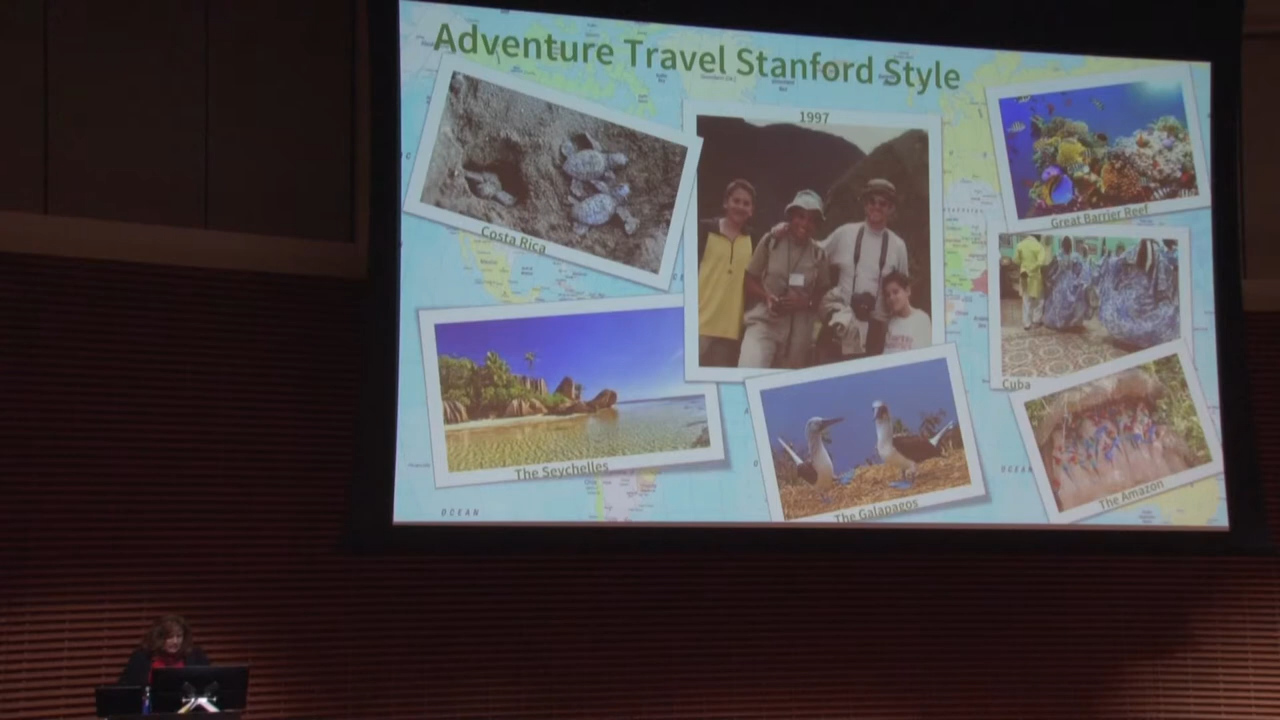 Adventure Travel Stanford Style
1997
Costa Rica
Great Barrier Reef
Cuba
The Seychelles
The Galapagos
The Amazon
OCEAN
OCEAN